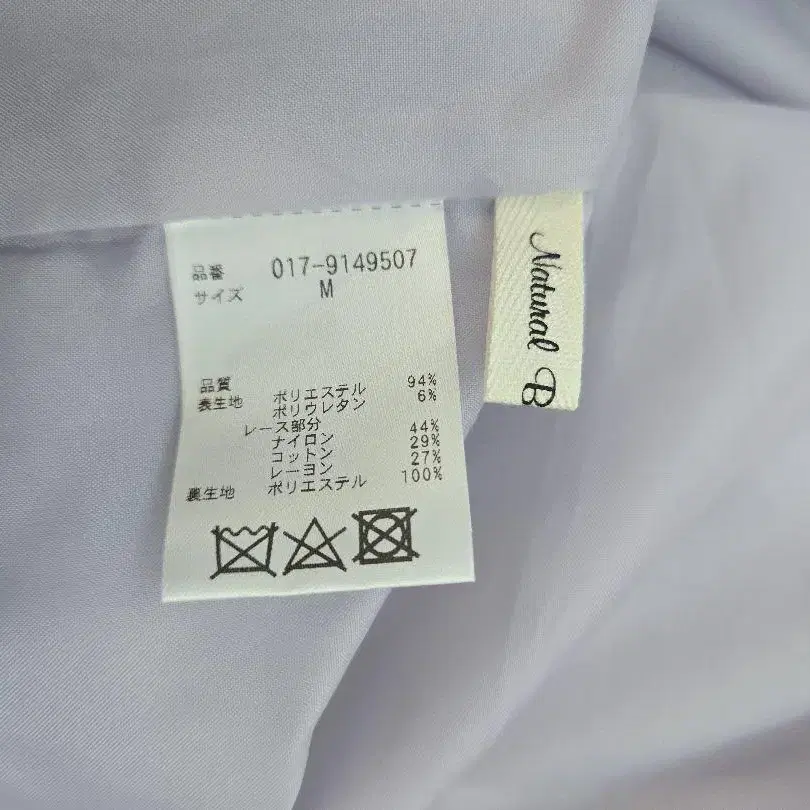 品番 017-9149507
サイズ M
品質
表生地 ポリエステル 94%
ポリウレタン 6%
レース部分
ナイロン 44%
コットン 29%
レーヨン 27%
裏生地 ポリエステル 100%
Natural B